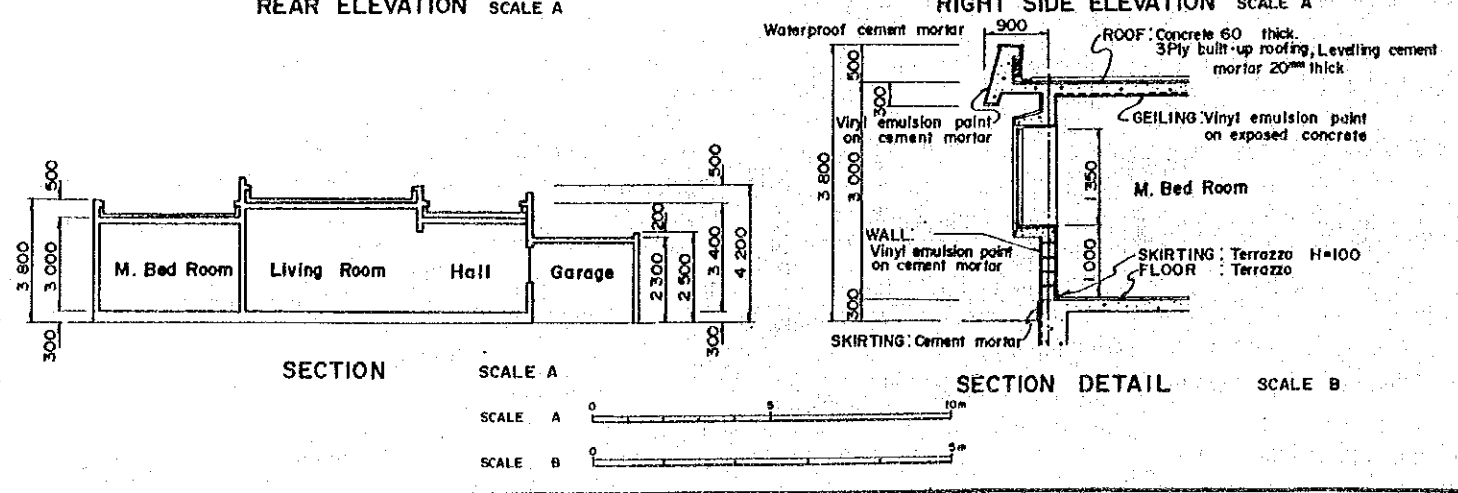 REAR ELEVATION SCALE A
RIGHT SIDE ELEVATION SCALE A
Waterproof cement mortar
900
ROOF: Concrete 60 thick.
3Ply built-up roofing, Levelling cement
mortar 20mm thick
500
300
Vinyl emulsion paint
on cement mortar
GEILING: Vinyl emulsion paint
on exposed concrete
3 800
3 000
1 350
M. Bed Room
WALL:
Vinyl emulsion paint
on cement mortar
1 000
SKIRTING: Terrazzo H=100
FLOOR : Terrazzo
300
SKIRTING: Cement mortar
SECTION DETAIL SCALE B
500
3 800
3 000
300
M. Bed Room
Living Room
Hall
Garage
200
2 300
2 500
500
3 400
4 200
300
SECTION SCALE A
SCALE A 0 5 10m
SCALE B 0 5m